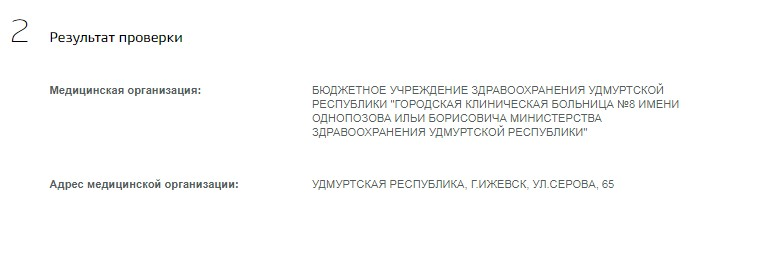 2
Результат проверки
Медицинская организация:
БЮДЖЕТНОЕ УЧРЕЖДЕНИЕ ЗДРАВООХРАНЕНИЯ УДМУРТСКОЙ
РЕСПУБЛИКИ "ГОРОДСКАЯ КЛИНИЧЕСКАЯ БОЛЬНИЦА №8 ИМЕНИ
ОДНОПОЗОВА ИЛЬИ БОРИСОВИЧА МИНИСТЕРСТВА
ЗДРАВООХРАНЕНИЯ УДМУРТСКОЙ РЕСПУБЛИКИ"
Адрес медицинской организации:
УДМУРТСКАЯ РЕСПУБЛИКА, Г.ИЖЕВСК, УЛ.СЕРОВА, 65